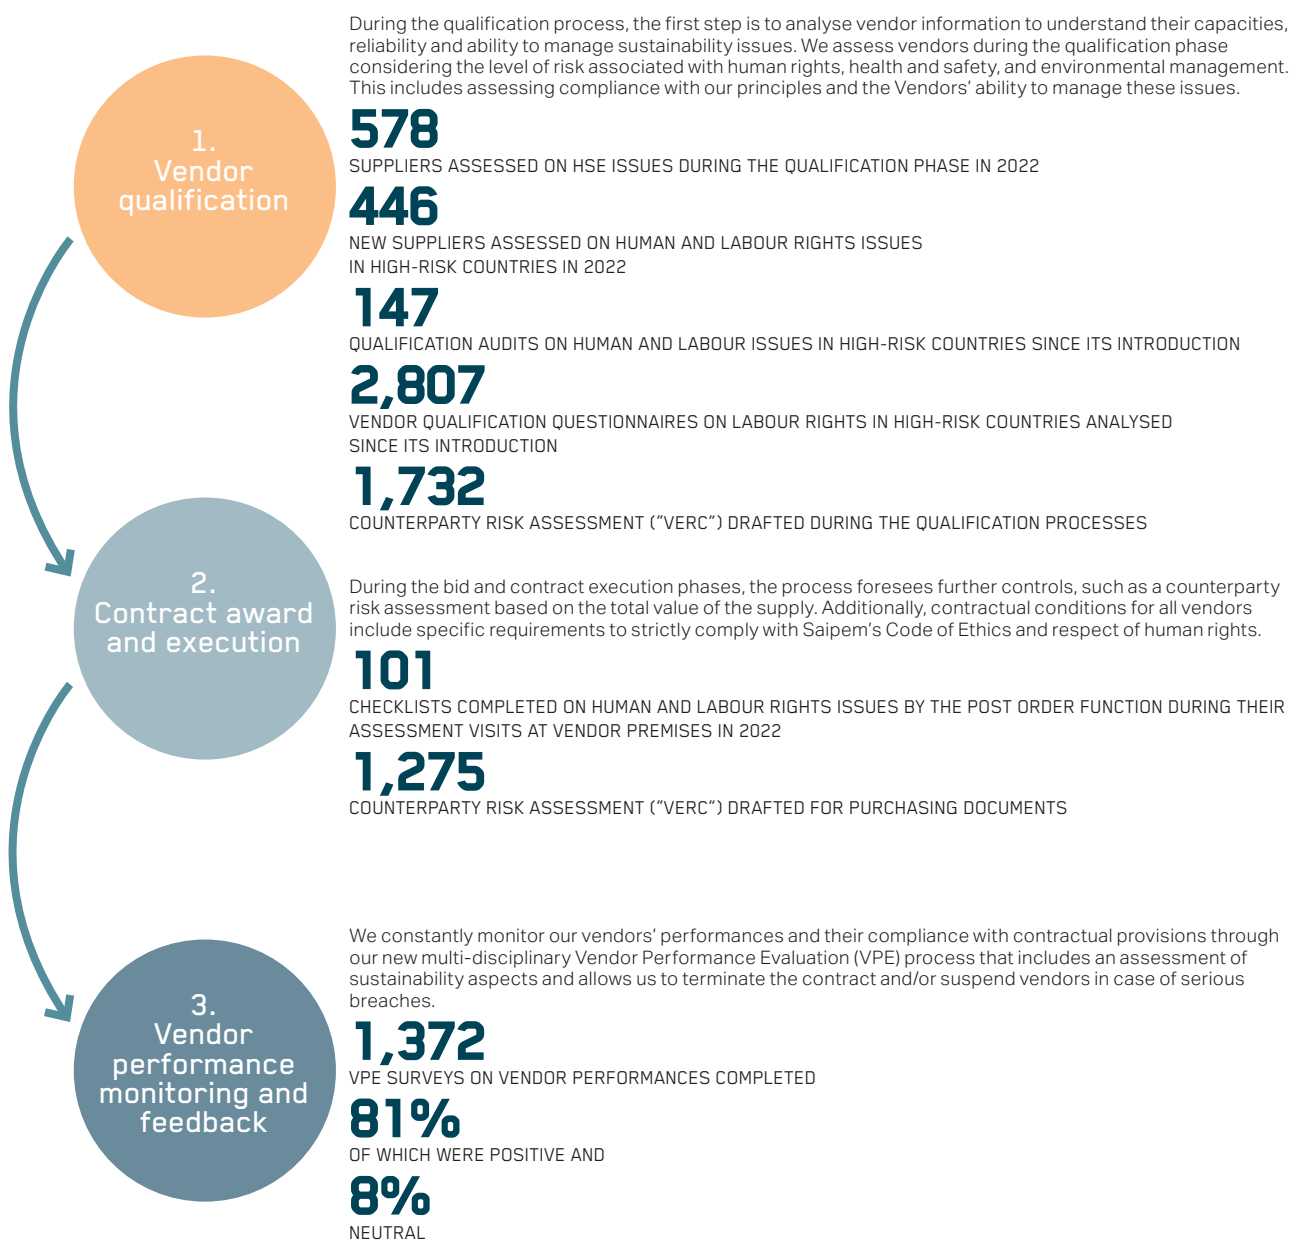 During the qualification process, the first step is to analyse vendor information to understand their capacities,
reliability and ability to manage sustainability issues. We assess vendors during the qualification phase
considering the level of risk associated with human rights, health and safety, and environmental management.
This includes assessing compliance with our principles and the Vendors’ ability to manage these issues.
1.
Vendor
qualification
578
SUPPLIERS ASSESSED ON HSE ISSUES DURING THE QUALIFICATION PHASE IN 2022
446
NEW SUPPLIERS ASSESSED ON HUMAN AND LABOUR RIGHTS ISSUES
IN HIGH-RISK COUNTRIES IN 2022
147
QUALIFICATION AUDITS ON HUMAN AND LABOUR ISSUES IN HIGH-RISK COUNTRIES SINCE ITS INTRODUCTION
2,807
VENDOR QUALIFICATION QUESTIONNAIRES ON LABOUR RIGHTS IN HIGH-RISK COUNTRIES ANALYSED
SINCE ITS INTRODUCTION
1,732
COUNTERPARTY RISK ASSESSMENT (“VERC”) DRAFTED DURING THE QUALIFICATION PROCESSES
2.
Contract award
and execution
During the bid and contract execution phases, the process foresees further controls, such as a counterparty
risk assessment based on the total value of the supply. Additionally, contractual conditions for all vendors
include specific requirements to strictly comply with Saipem’s Code of Ethics and respect of human rights.
101
CHECKLISTS COMPLETED ON HUMAN AND LABOUR RIGHTS ISSUES BY THE POST ORDER FUNCTION DURING THEIR
ASSESSMENT VISITS AT VENDOR PREMISES IN 2022
1,275
COUNTERPARTY RISK ASSESSMENT (“VERC”) DRAFTED FOR PURCHASING DOCUMENTS
We constantly monitor our vendors’ performances and their compliance with contractual provisions through
our new multi-disciplinary Vendor Performance Evaluation (VPE) process that includes an assessment of
sustainability aspects and allows us to terminate the contract and/or suspend vendors in case of serious
breaches.
3.
Vendor
performance
monitoring and
feedback
1,372
VPE SURVEYS ON VENDOR PERFORMANCES COMPLETED
81%
OF WHICH WERE POSITIVE AND
8%
NEUTRAL